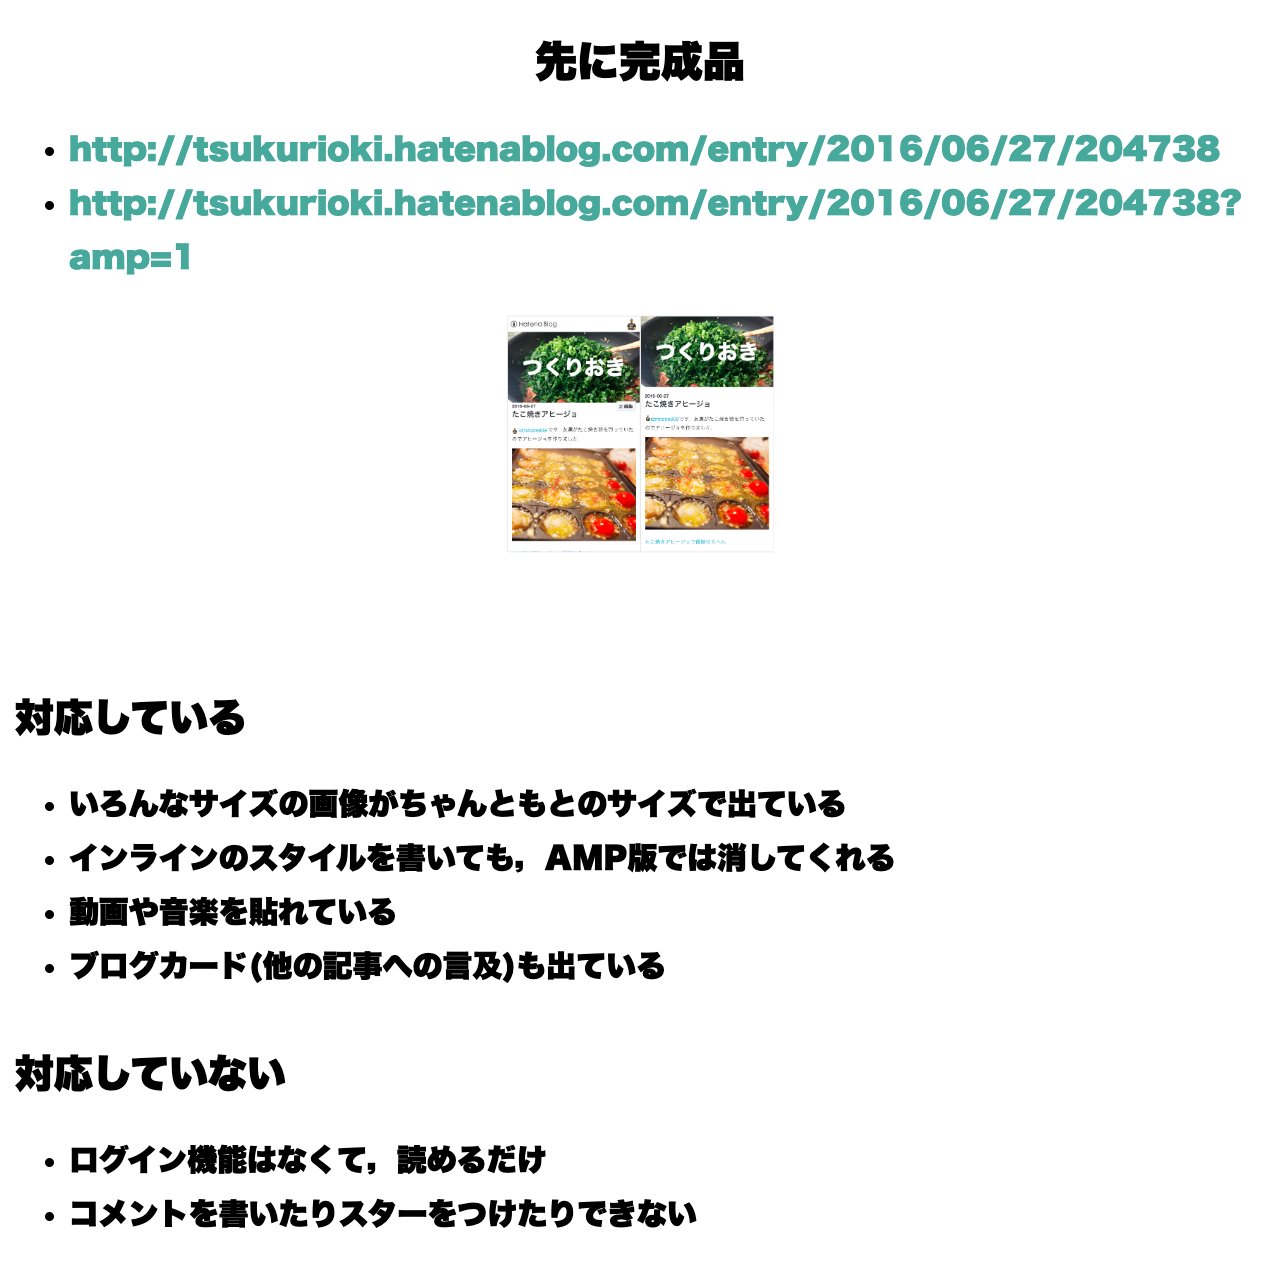 先に完成品
• http://tsukurioki.hatenablog.com/entry/2016/06/27/204738
• http://tsukurioki.hatenablog.com/entry/2016/06/27/204738?
amp=1
Hatena Blog
つくりおき
2016-06-27
たこ焼きアヒージョ
つくりおき
2016-06-27
たこ焼きアヒージョ
対応している
• いろんなサイズの画像がちゃんともとのサイズで出ている
• インラインのスタイルを書いても，AMP版では消してくれる
• 動画や音楽を貼れている
• ブログカード(他の記事への言及)も出ている
対応していない
• ログイン機能はなくて，読めるだけ
• コメントを書いたりスターをつけたりできない